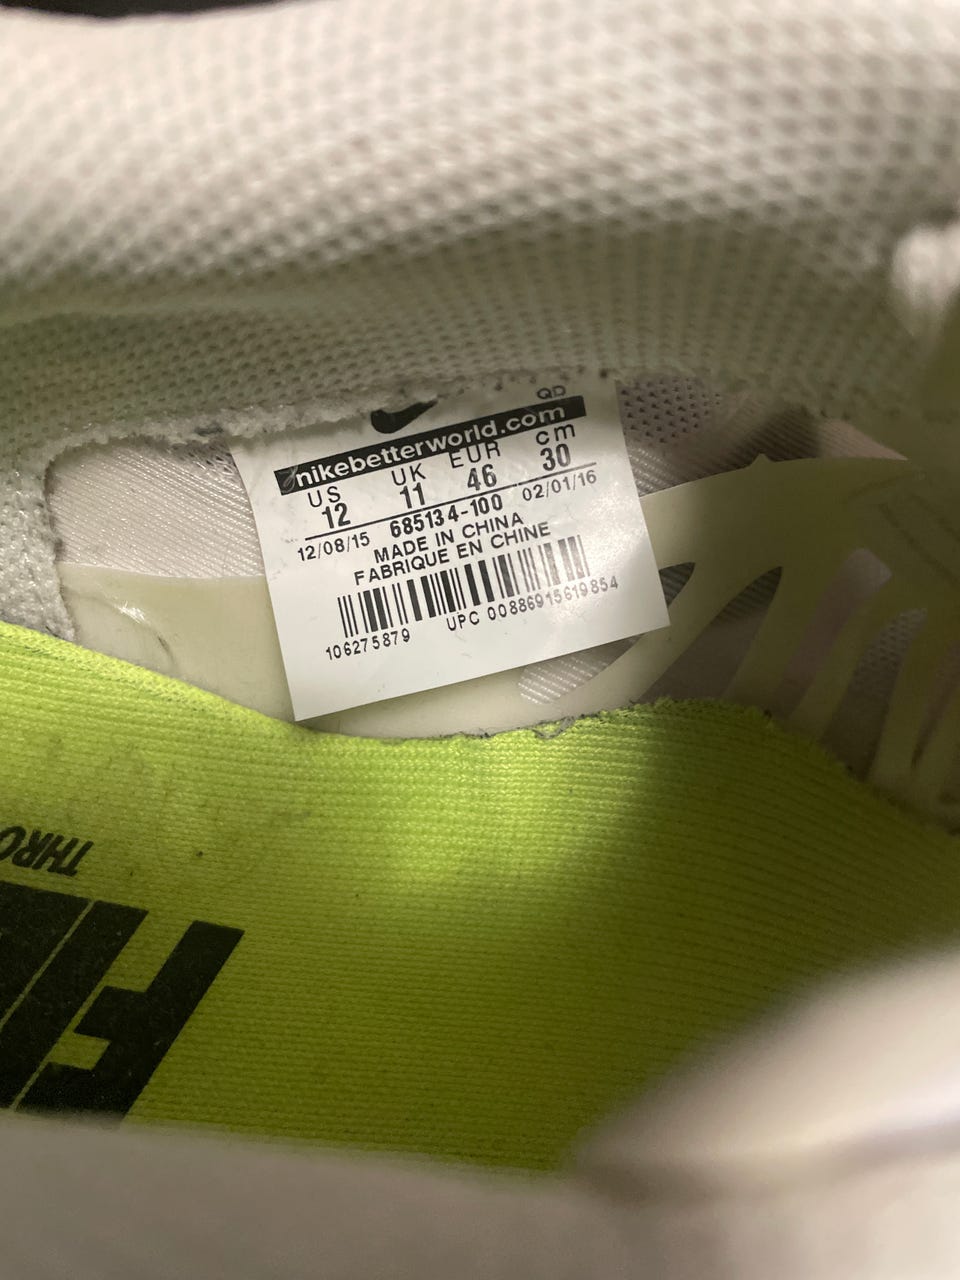 QD
nikebetterworld.com
US UK EUR cm
12 11 46 30
12/08/15 685134-100 02/01/16
MADE IN CHINA
FABRIQUE EN CHINE
106275879 UPC 00886915619854